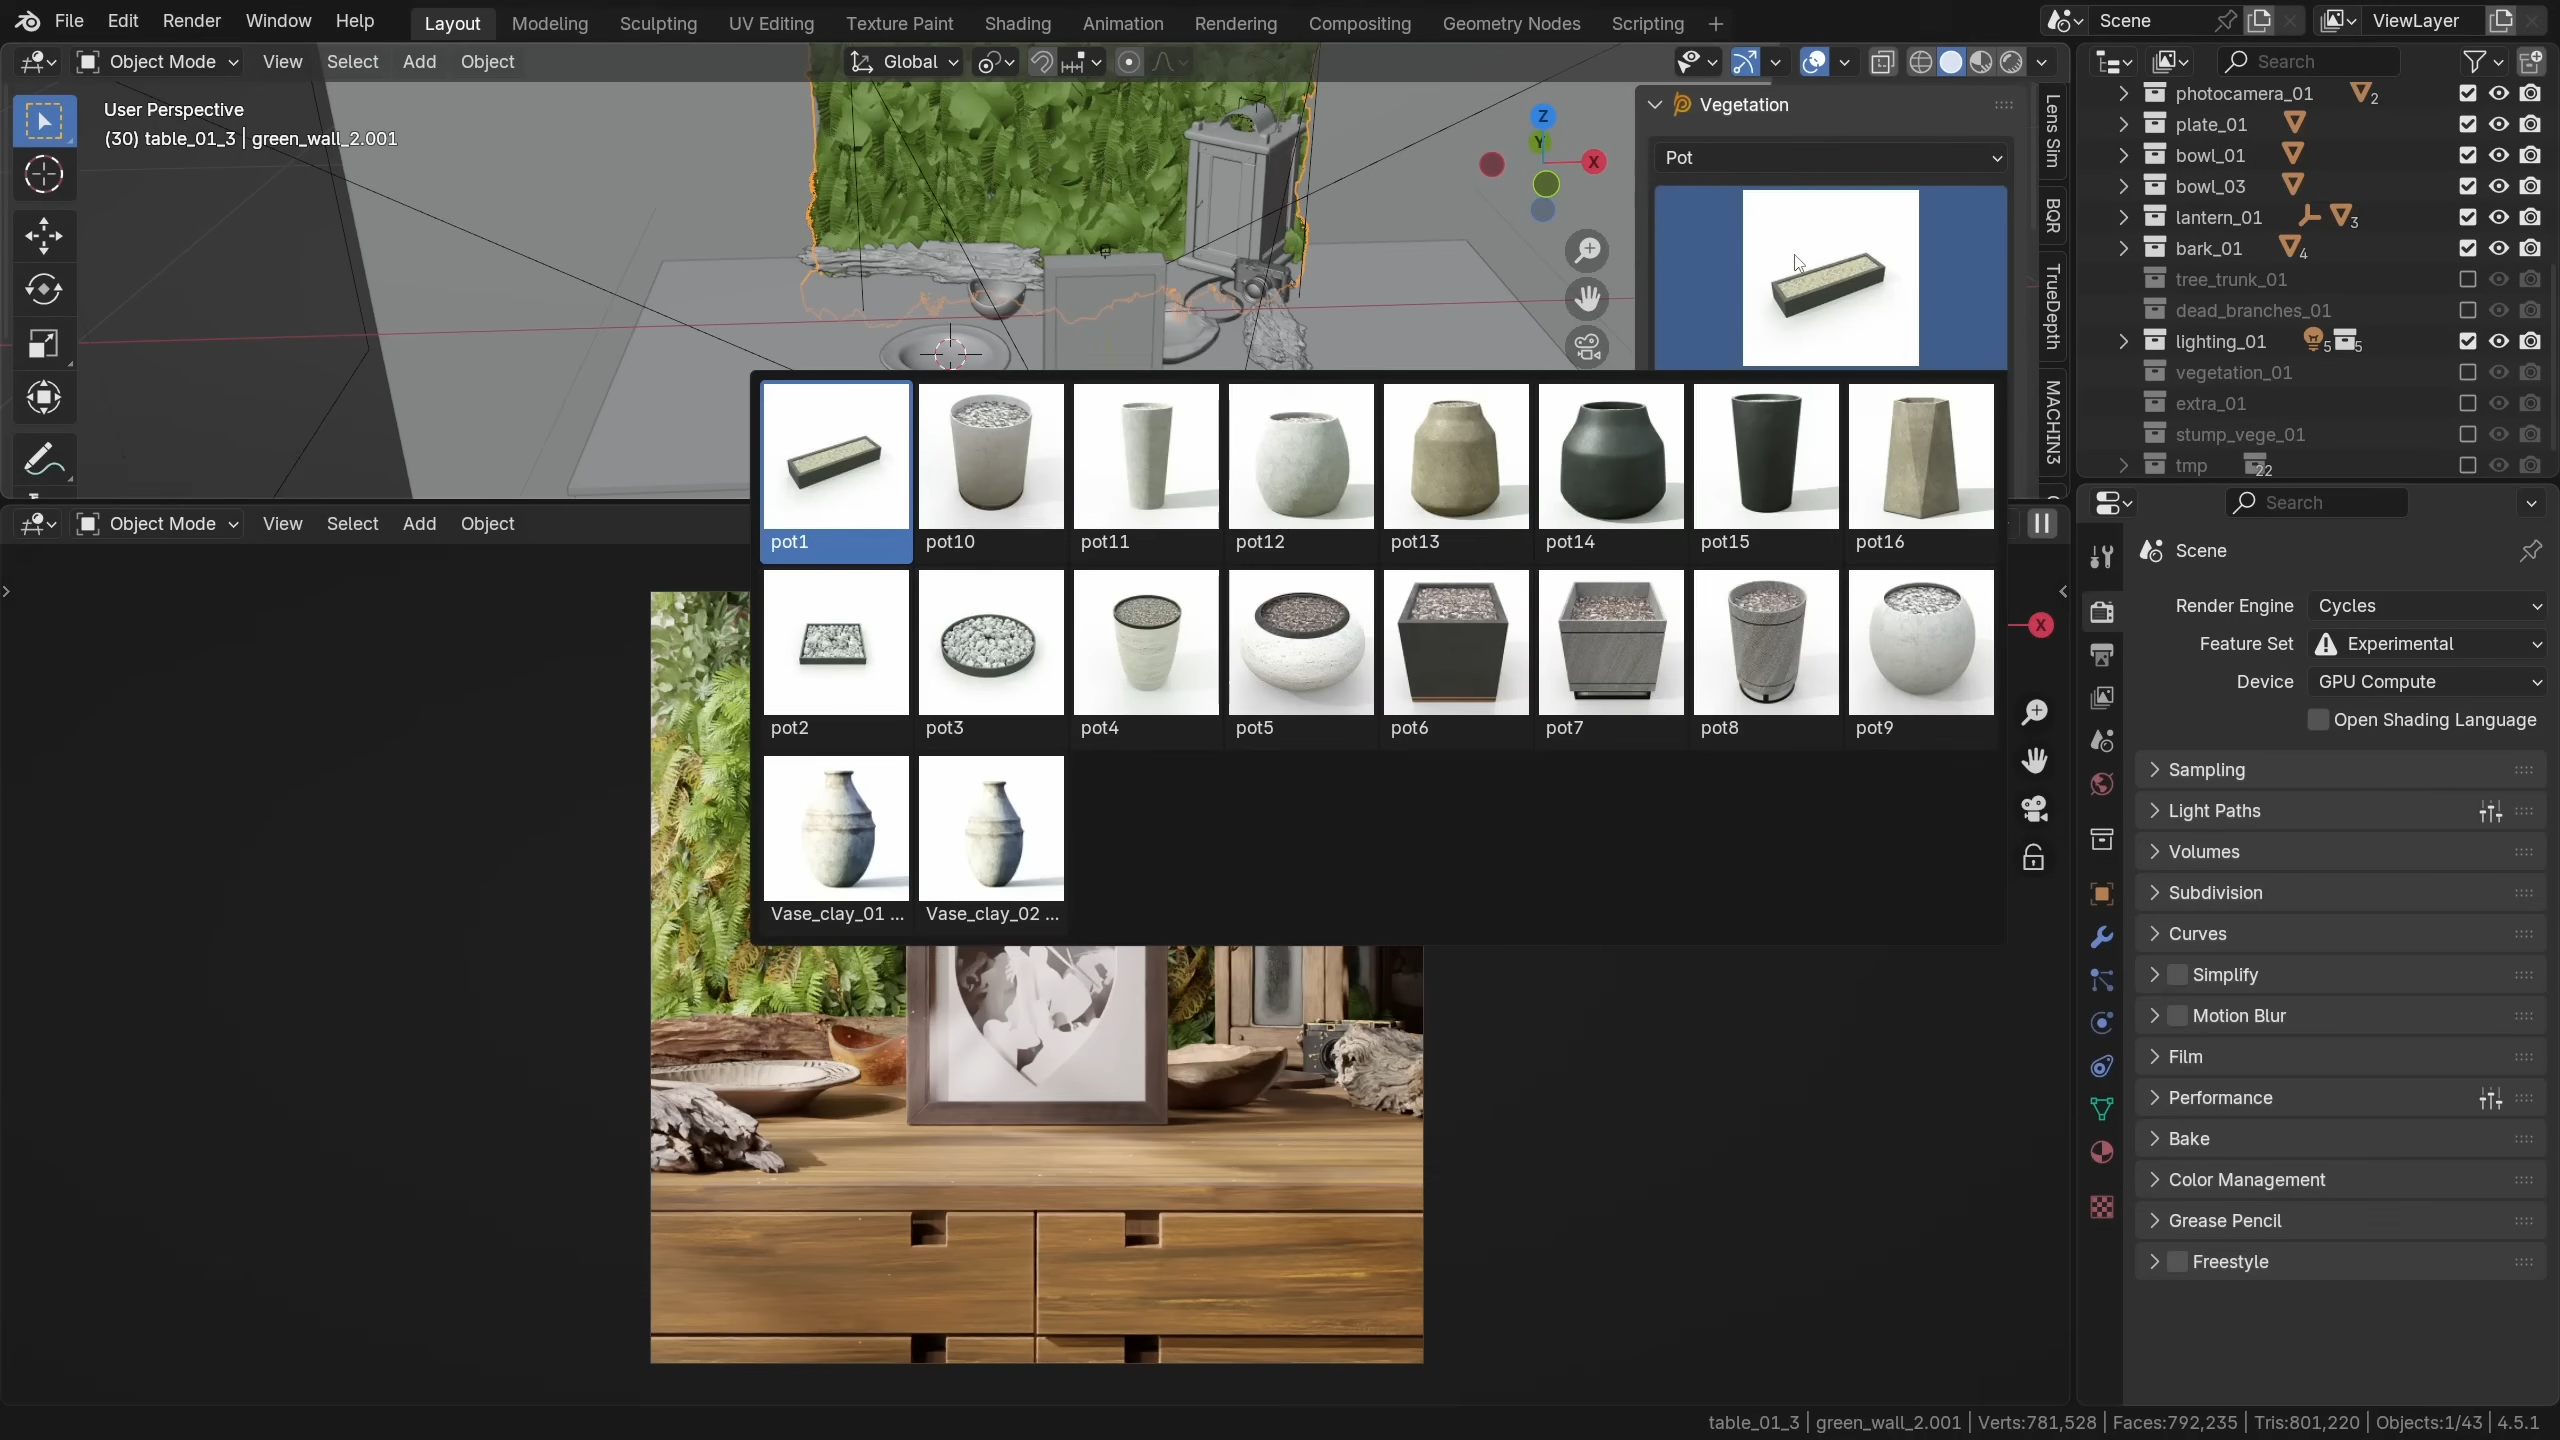 File Edit Render Window Help Layout Modeling Sculpting UV Editing Texture Paint Shading Animation Rendering Compositing Geometry Nodes Scripting + Scene ViewLayer
Object Mode View Select Add Object Global Search
User Perspective
(30) table_01_3 | green_wall_2.001
Z
Y
X
Vegetation
Pot
Lens Sim
BQR
TrueDepth
MACHIN3
photocamera_01 2
plate_01
bowl_01
bowl_03
lantern_01 3
bark_01 4
tree_trunk_01
dead_branches_01
lighting_01 5 5
vegetation_01
extra_01
stump_vege_01
tmp 22
Object Mode View Select Add Object
pot1 pot10 pot11 pot12 pot13 pot14 pot15 pot16
pot2 pot3 pot4 pot5 pot6 pot7 pot8 pot9
Vase_clay_01 ... Vase_clay_02 ...
X
Search
Scene
Render Engine Cycles
Feature Set Experimental
Device GPU Compute
Open Shading Language
Sampling
Light Paths
Volumes
Subdivision
Curves
Simplify
Motion Blur
Film
Performance
Bake
Color Management
Grease Pencil
Freestyle
table_01_3 | green_wall_2.001 | Verts:781,528 | Faces:792,235 | Tris:801,220 | Objects:1/43 | 4.5.1